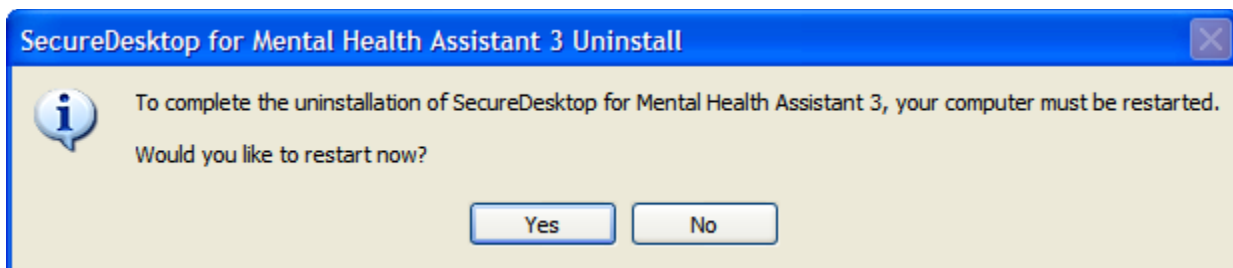 SecureDesktop for Mental Health Assistant 3 Uninstall
To complete the uninstallation of SecureDesktop for Mental Health Assistant 3, your computer must be restarted.
Would you like to restart now?
Yes No